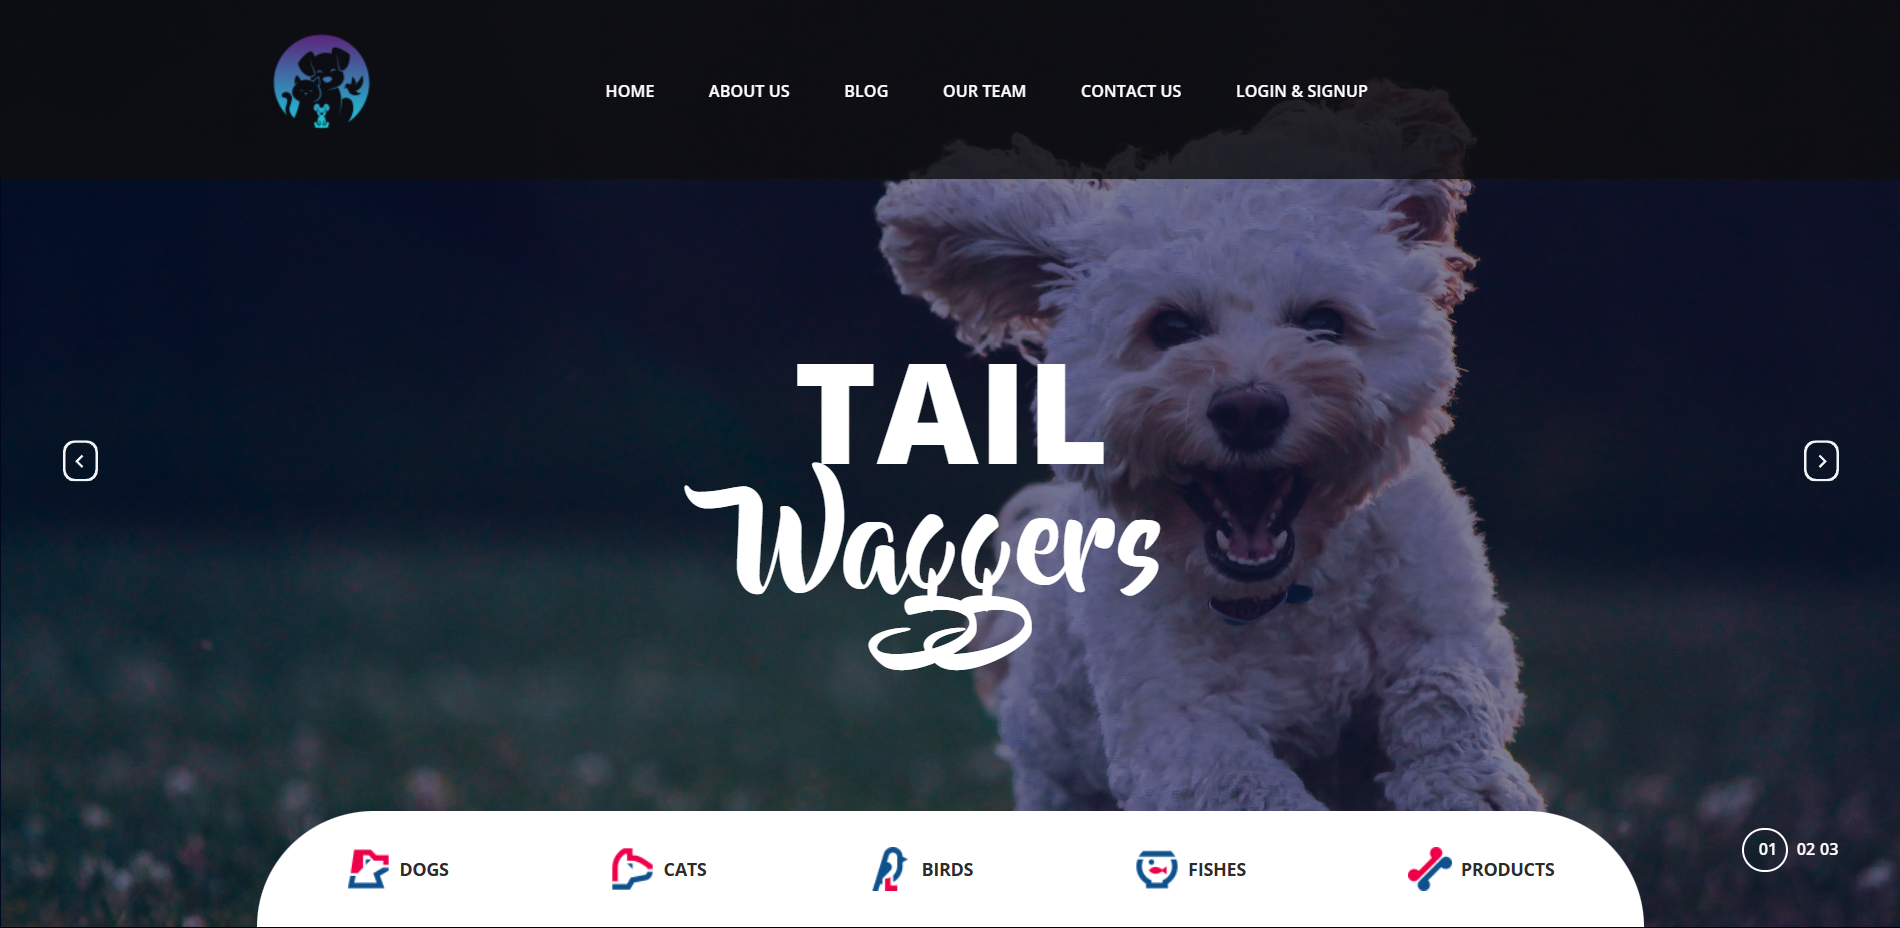 HOME ABOUT US BLOG OUR TEAM CONTACT US LOGIN & SIGNUP
TAIL
Waggers
DOGS CATS BIRDS FISHES PRODUCTS
01 02 03